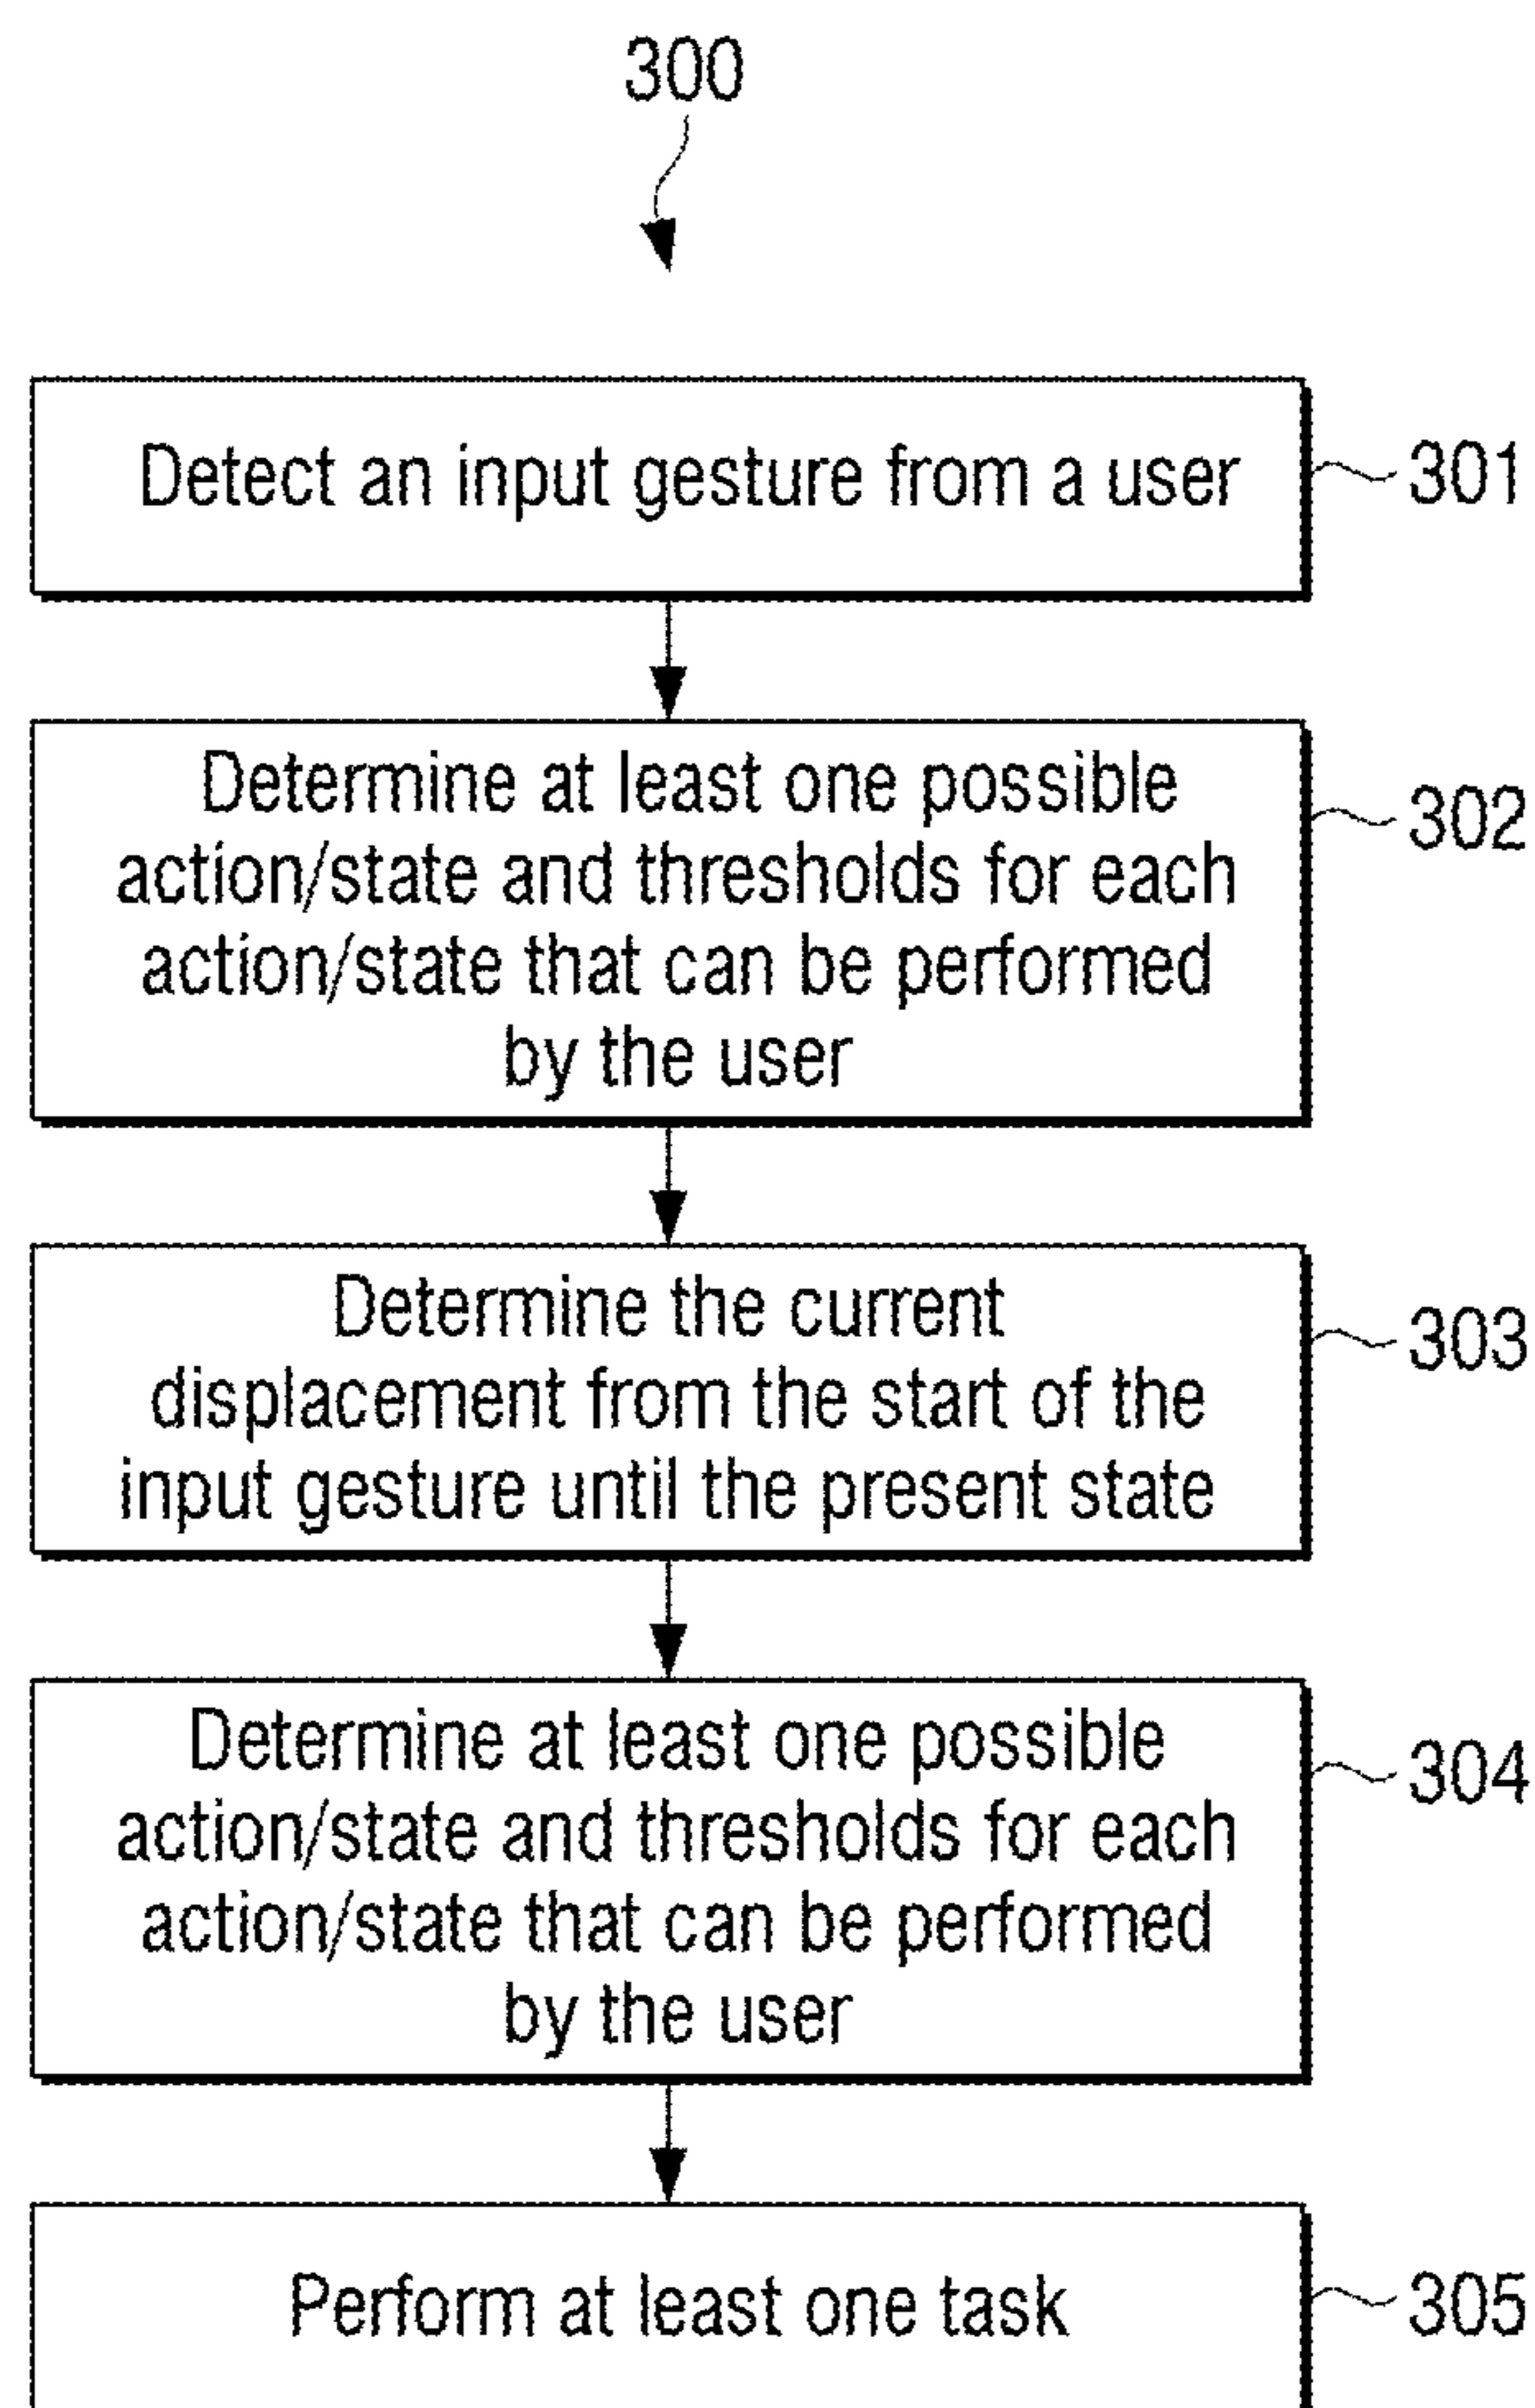 300
Detect an input gesture from a user
301
Determine at least one possible
action/state and thresholds for each
action/state that can be performed
by the user
302
Determine the current
displacement from the start of the
input gesture until the present state
303
Determine at least one possible
action/state and thresholds for each
action/state that can be performed
by the user
304
Perform at least one task
305